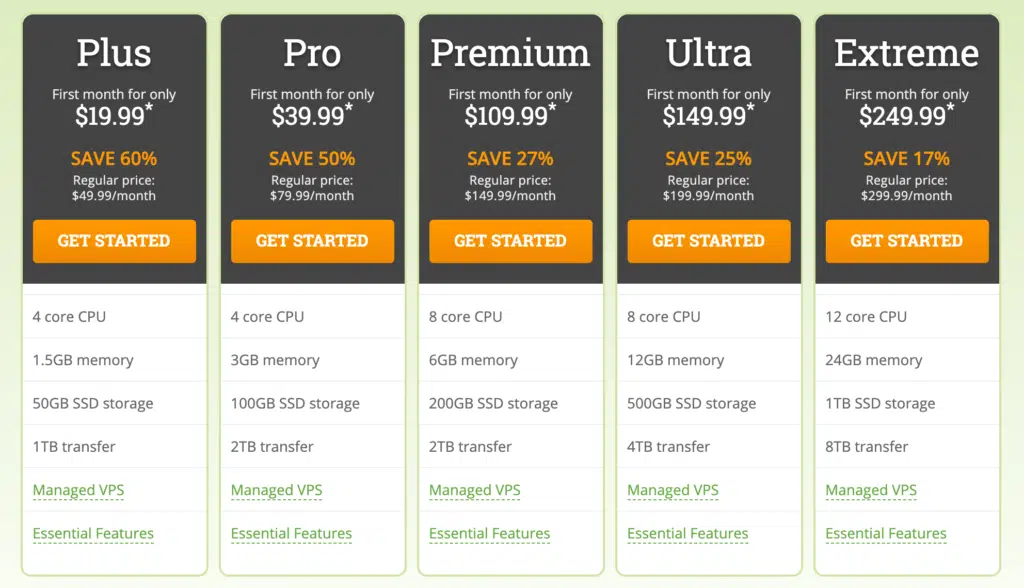 Plus
First month for only
$19.99*
SAVE 60%
Regular price:
$49.99/month
GET STARTED
4 core CPU
1.5GB memory
50GB SSD storage
1TB transfer
Managed VPS
Essential Features
Pro
First month for only
$39.99*
SAVE 50%
Regular price:
$79.99/month
GET STARTED
4 core CPU
3GB memory
100GB SSD storage
2TB transfer
Managed VPS
Essential Features
Premium
First month for only
$109.99*
SAVE 27%
Regular price:
$149.99/month
GET STARTED
8 core CPU
6GB memory
200GB SSD storage
2TB transfer
Managed VPS
Essential Features
Ultra
First month for only
$149.99*
SAVE 25%
Regular price:
$199.99/month
GET STARTED
8 core CPU
12GB memory
500GB SSD storage
4TB transfer
Managed VPS
Essential Features
Extreme
First month for only
$249.99*
SAVE 17%
Regular price:
$299.99/month
GET STARTED
12 core CPU
24GB memory
1TB SSD storage
8TB transfer
Managed VPS
Essential Features